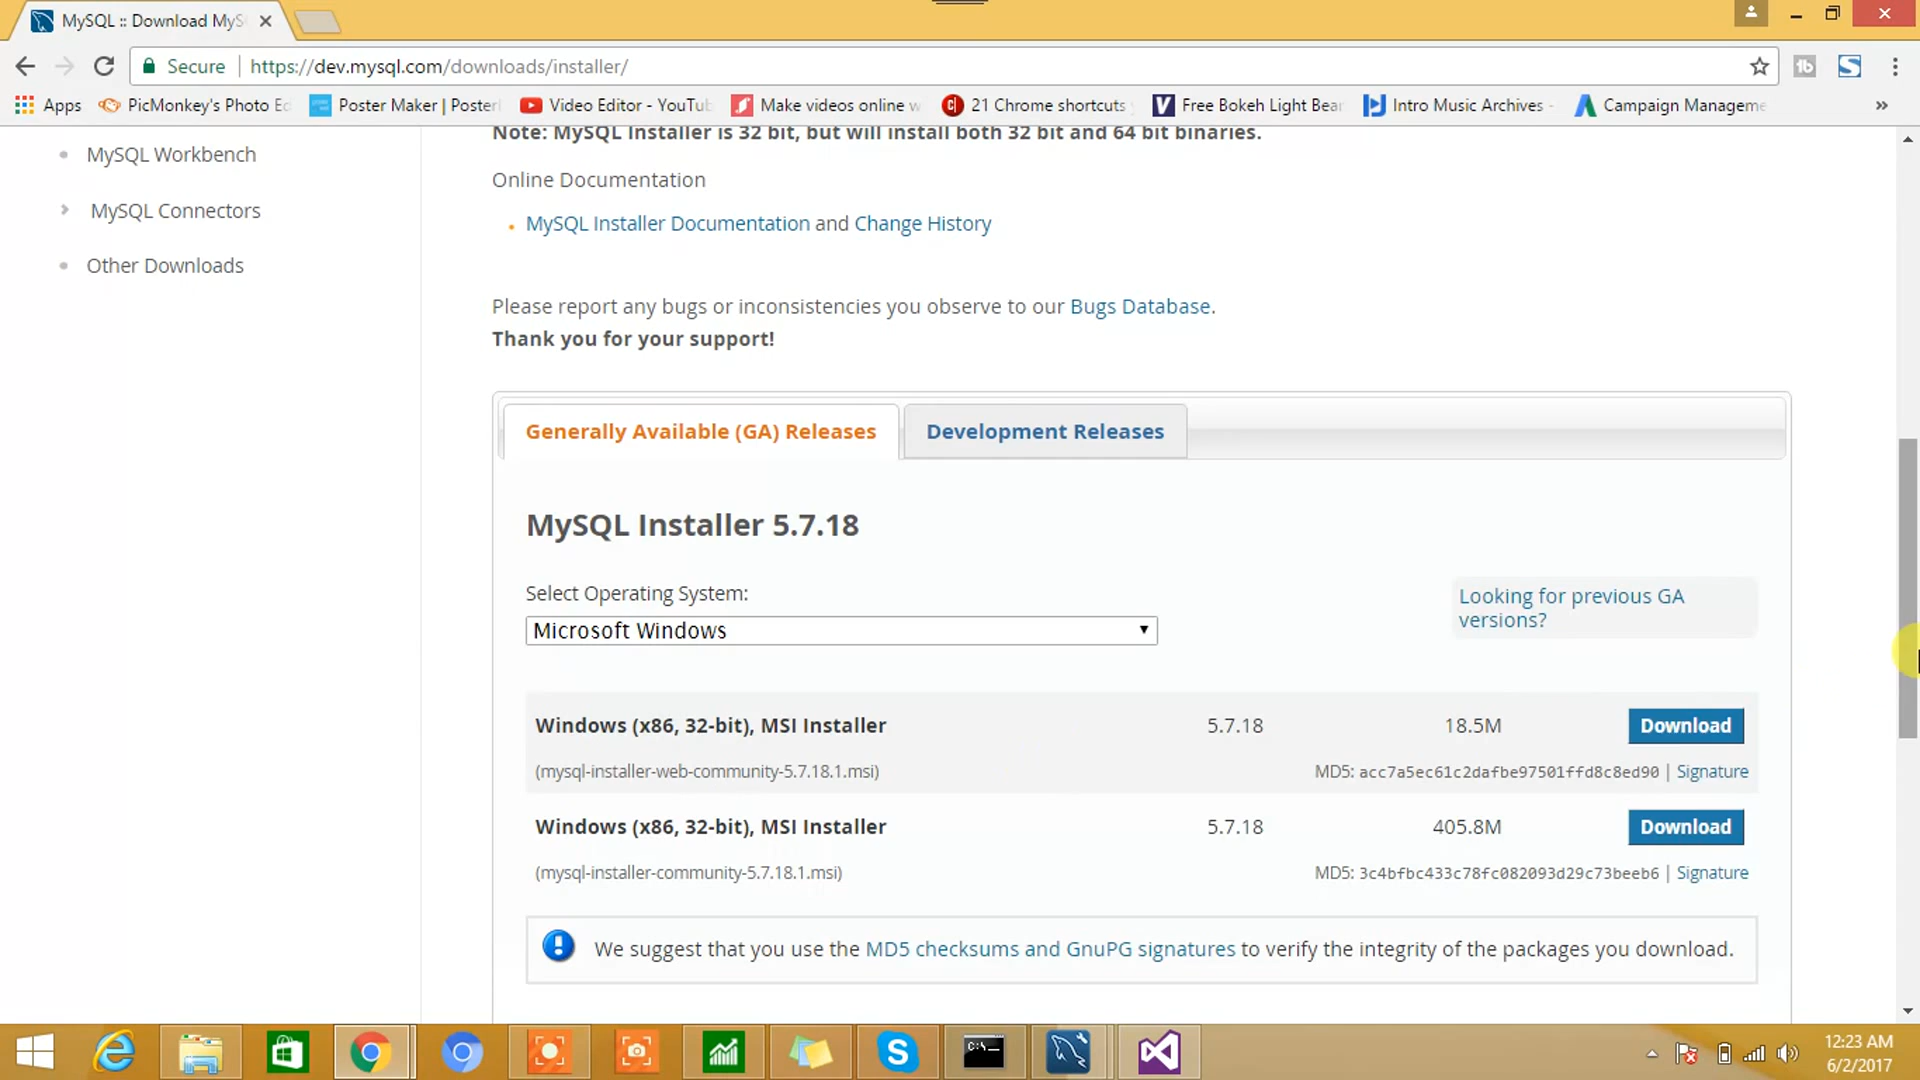 MySQL :: Download MyS
Secure
https://dev.mysql.com/downloads/installer/
Apps
PicMonkey's Photo Ed
Poster Maker | Poster
Video Editor - YouTub
Make videos online w
21 Chrome shortcuts
Free Bokeh Light Bear
Intro Music Archives -
Campaign Manageme
»
Note: MySQL Installer is 32 bit, but will install both 32 bit and 64 bit binaries.
MySQL Workbench
Online Documentation
MySQL Connectors
MySQL Installer Documentation and Change History
Other Downloads
Please report any bugs or inconsistencies you observe to our Bugs Database.
Thank you for your support!
Generally Available (GA) Releases
Development Releases
MySQL Installer 5.7.18
Select Operating System:
Microsoft Windows
Looking for previous GA
versions?
Windows (x86, 32-bit), MSI Installer 5.7.18 18.5M Download
(mysql-installer-web-community-5.7.18.1.msi) MD5: acc7a5ec61c2dafbe97501ffd8c8ed90 | Signature
Windows (x86, 32-bit), MSI Installer 5.7.18 405.8M Download
(mysql-installer-community-5.7.18.1.msi) MD5: 3c4bfbc433c78fc082093d29c73beeb6 | Signature
We suggest that you use the MD5 checksums and GnuPG signatures to verify the integrity of the packages you download.
12:23 AM
6/2/2017